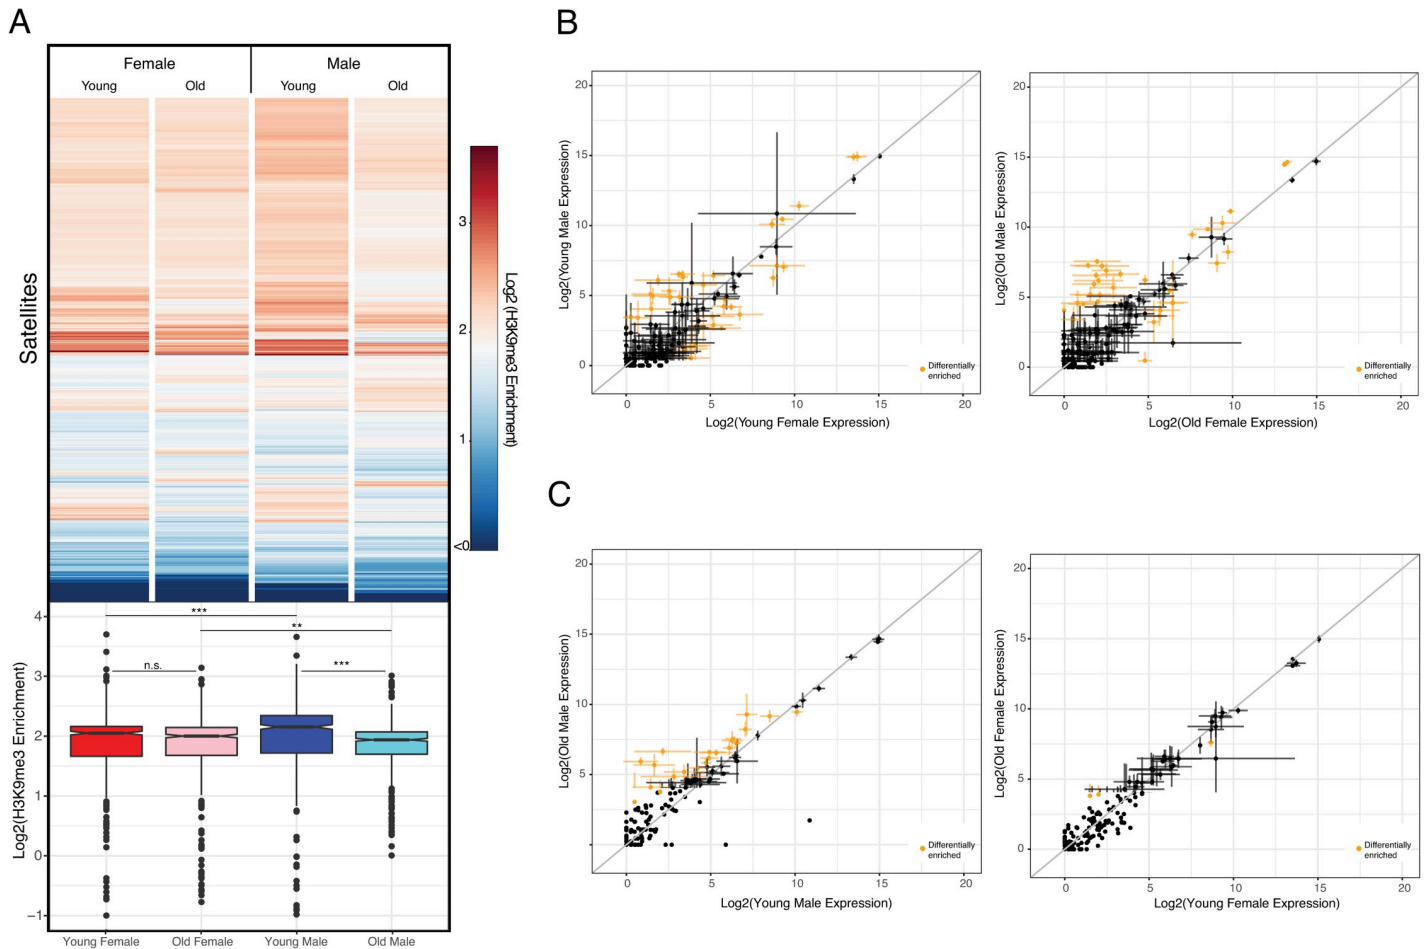 A
Female
Male
Young
Old
Young
Old
Satellites
3
2
1
<0
Log2 (H3K9me3 Enrichment)
4
3
2
1
0
−1
Log2(H3K9me3 Enrichment)
***
**
n.s.
***
Young Female
Old Female
Young Male
Old Male
B
20
15
10
5
0
Log2(Young Male Expression)
0
5
10
15
20
Log2(Young Female Expression)
Differentially
enriched
20
15
10
5
0
Log2(Old Male Expression)
0
5
10
15
20
Log2(Old Female Expression)
Differentially
enriched
C
20
15
10
5
Log2(Old Male Expression)
0
5
10
15
20
Log2(Young Male Expression)
Differentially
enriched
20
15
10
5
0
Log2(Old Female Expression)
0
5
10
15
20
Log2(Young Female Expression)
Differentially
enriched